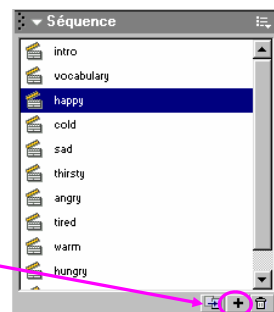 Séquence
intro
vocabulary
happy
cold
sad
thirsty
angry
tired
warm
hungry